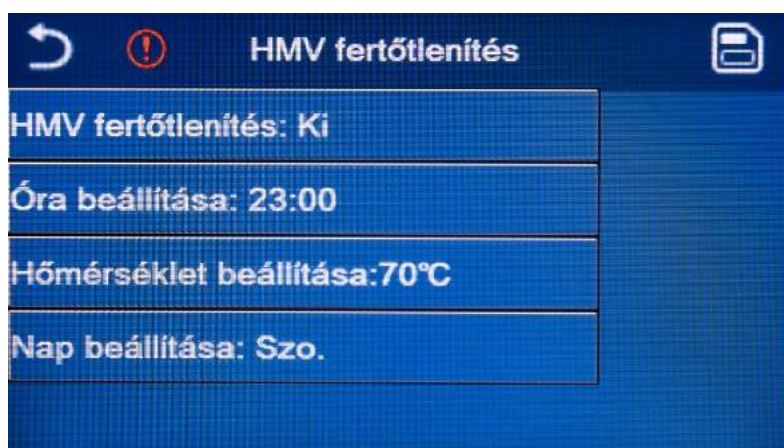 HMV fertőtlenítés
HMV fertőtlenítés: Ki
Óra beállítása: 23:00
Hőmérséklet beállítása:70℃
Nap beállítása: Szo.